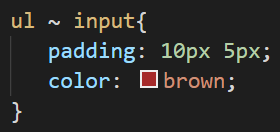 ul ~ input{
    padding: 10px 5px;
    color: brown;
}